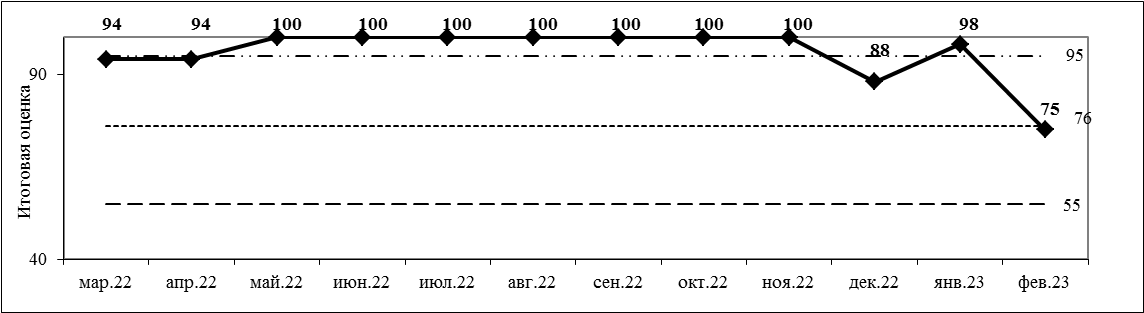 94 94 100 100 100 100 100 100 100 88 98 75
95
90
76
55
40
Итоговая оценка
мар.22 апр.22 май.22 июн.22 июл.22 авг.22 сен.22 окт.22 ноя.22 дек.22 янв.23 фев.23